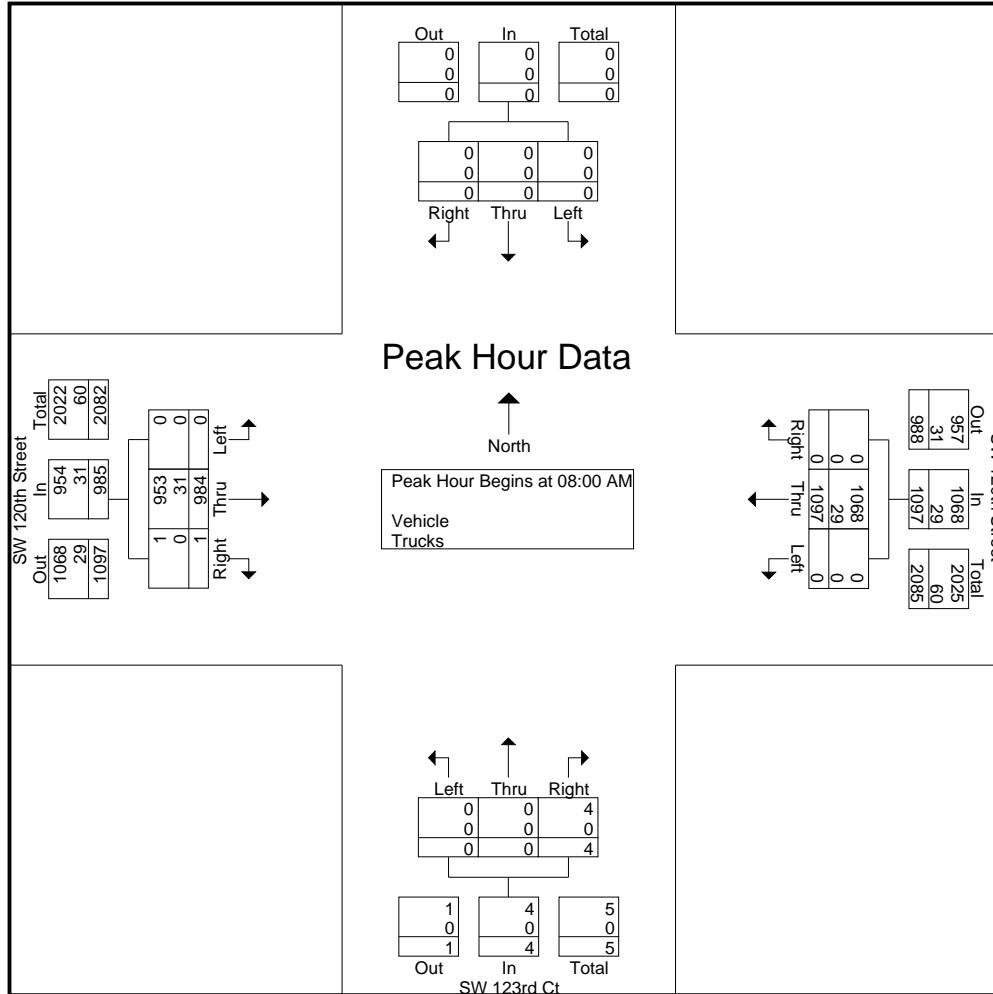 Out In Total
0 0 0
0 0 0
0 0 0
0 0 0
0 0 0
0 0 0
Right Thru Left
Peak Hour Data
North
Peak Hour Begins at 08:00 AM
Vehicle
Trucks
SW 120th Street
Total In Out
2022 954 1068
60 31 29
2082 985 1097
0 953 1
0 31 0
0 984 1
Left Thru Right
Out In Total
957 1068 2025
31 29 60
988 1097 2085
0 1068 0
0 29 0
0 1097 0
Right Thru Left
Left Thru Right
0 0 4
0 0 0
0 0 4
1 4 5
0 0 0
1 4 5
Out In Total
SW 123rd Ct